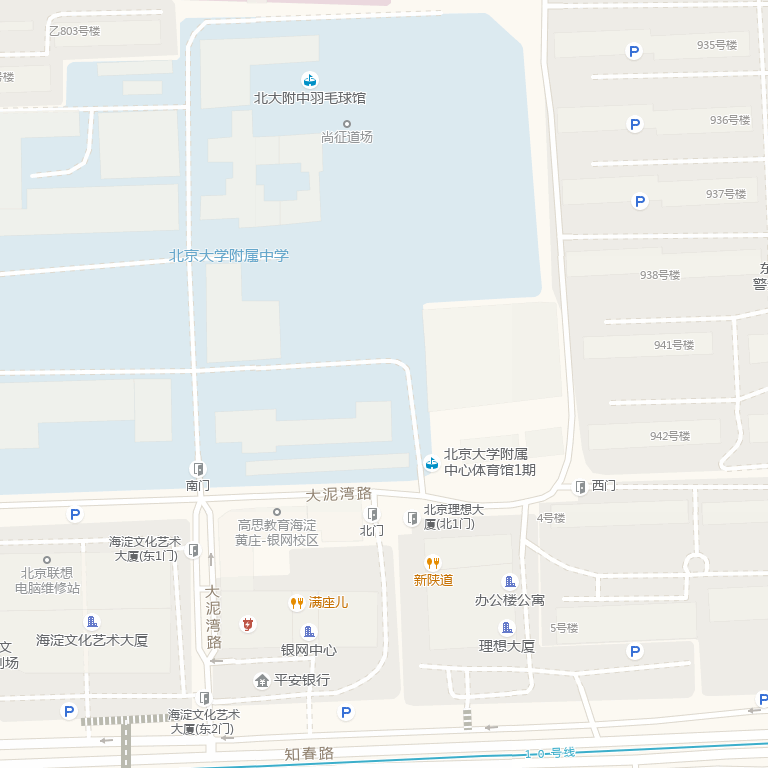 乙803号楼
935号楼
号楼
P
北大附中羽毛球馆
936号楼
P
尚征道场
937号楼
P
北京大学附属中学
东
警
938号楼
941号楼
942号楼
北京大学附属
中心体育馆1期
南门
西门
大泥湾路
P
高思教育海淀
黄庄-银网校区
北门
北京理想大
厦(北1门)
4号楼
海淀文化艺术
大厦(东1门)
北京联想
电脑维修站
新陕道
大泥湾路
满座儿
办公楼公寓
海淀文化艺术大厦
文
剧场
银网中心
理想大厦
5号楼
P
平安银行
P
海淀文化艺术
大厦(东2门)
P
P
知春路
10号线